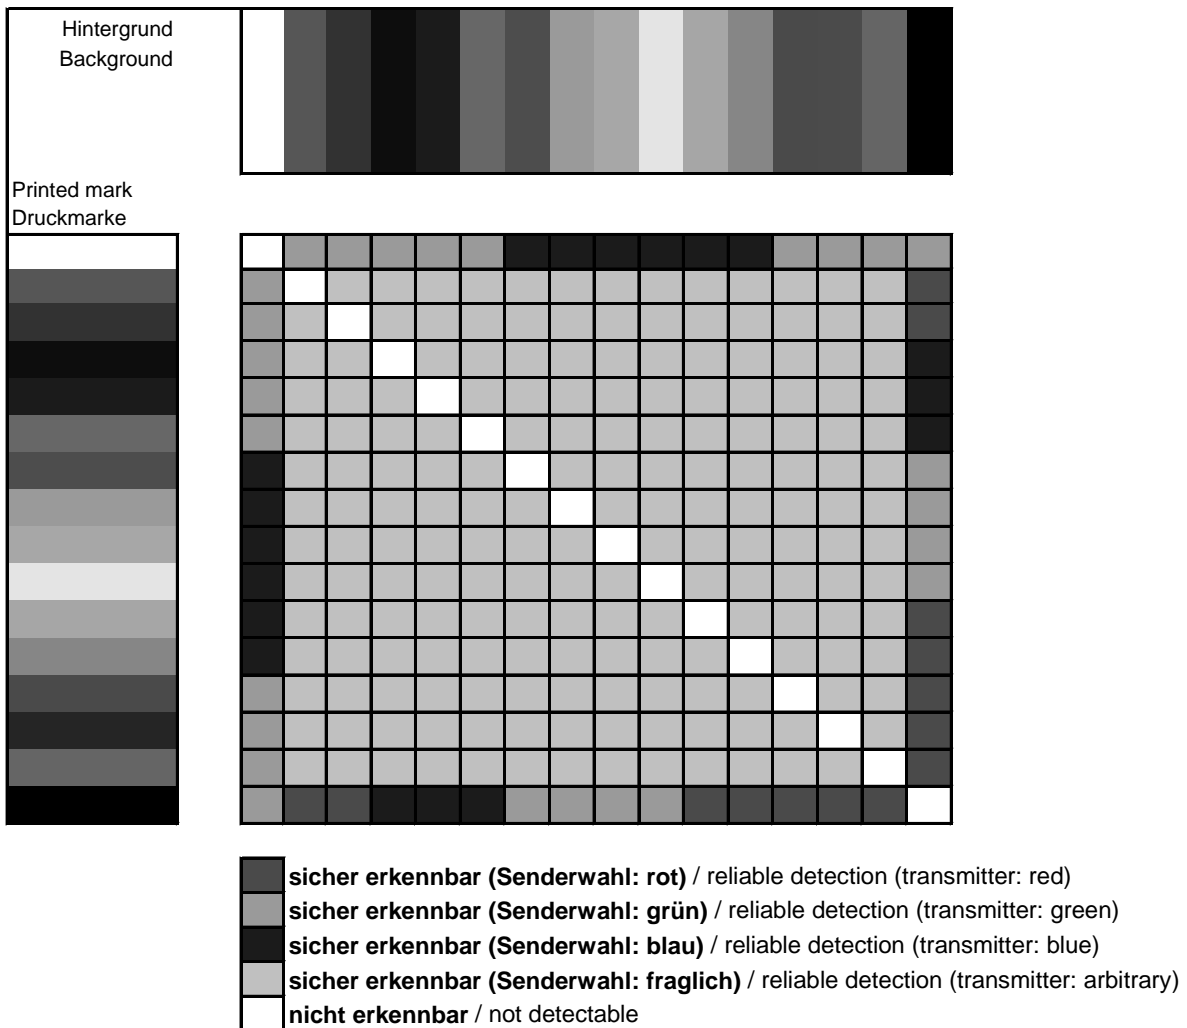 Hintergrund
Background
Printed mark
Druckmarke
sicher erkennbar (Senderwahl: rot) / reliable detection (transmitter: red)
sicher erkennbar (Senderwahl: grün) / reliable detection (transmitter: green)
sicher erkennbar (Senderwahl: blau) / reliable detection (transmitter: blue)
sicher erkennbar (Senderwahl: fraglich) / reliable detection (transmitter: arbitrary)
nicht erkennbar / not detectable